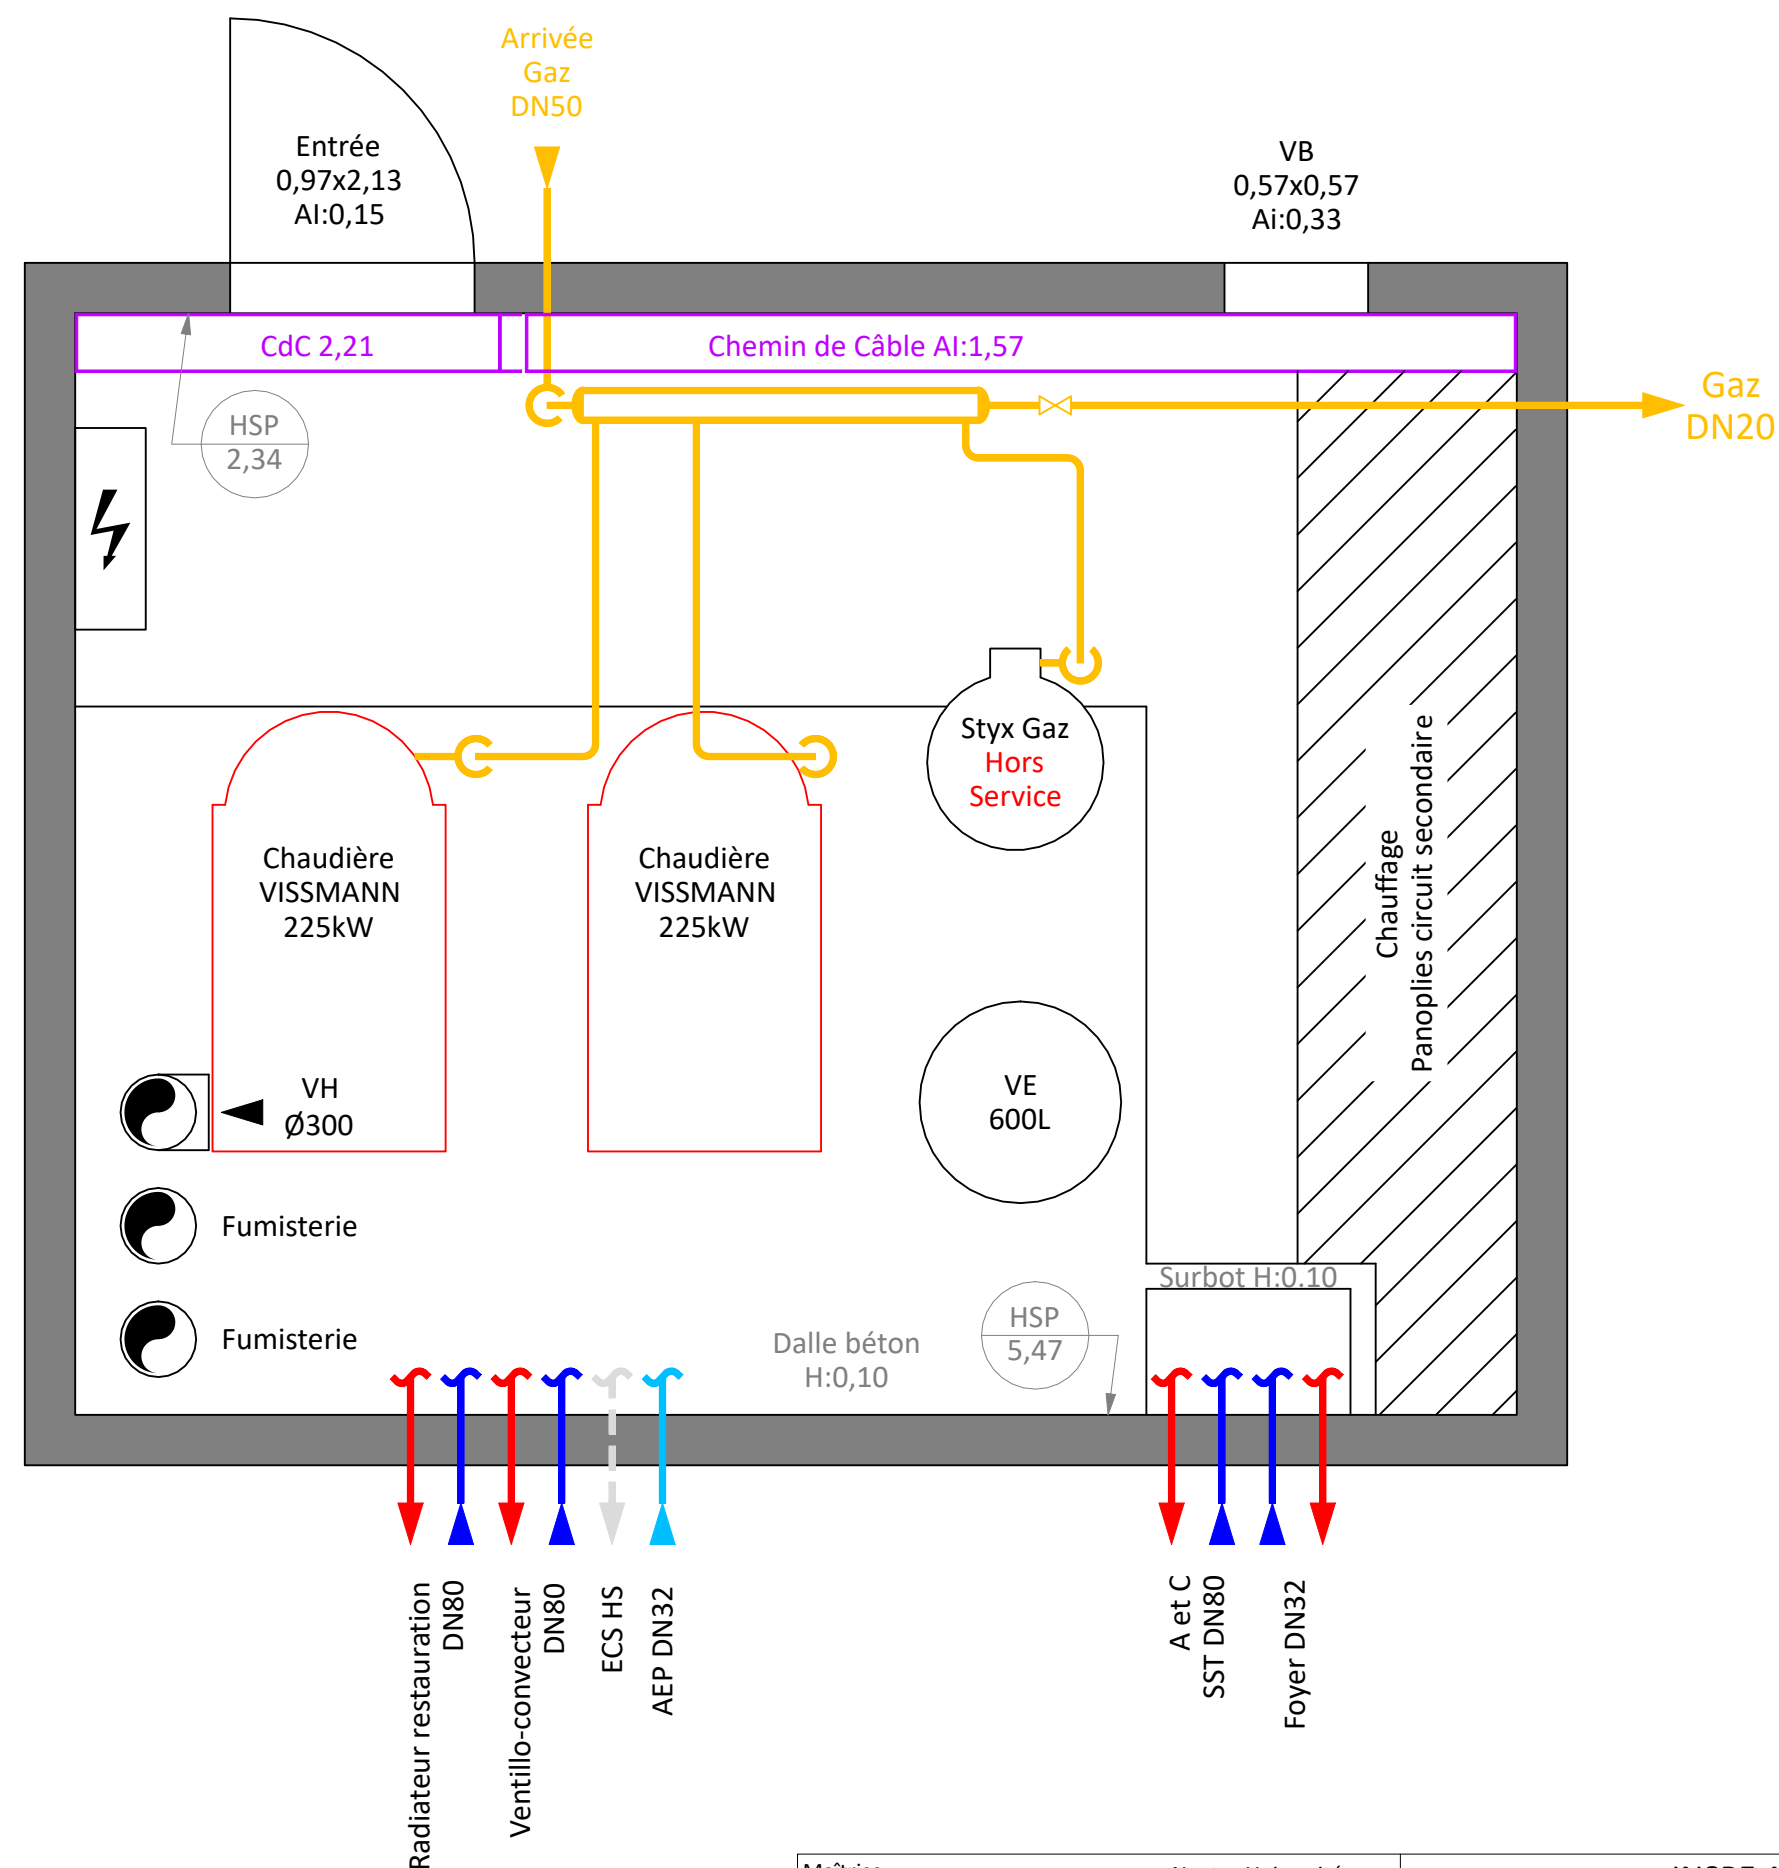 Arrivée
Gaz
DN50
Entrée
0,97x2,13
AI:0,15
VB
0,57x0,57
Ai:0,33
CdC 2,21
Chemin de Câble AI:1,57
Gaz
DN20
HSP
2,34
Styx Gaz
Hors
Service
Chaudière
VISSMANN
225kW
Chaudière
VISSMANN
225kW
Chauffage
Panoplies circuit secondaire
VH
Ø300
VE
600L
Fumisterie
Fumisterie
Surbot H:0.10
HSP
5,47
Dalle béton
H:0,10
Radiateur restauration
DN80
Ventillo-convecteur
DN80
ECS HS
AEP DN32
A et C
SST DN80
Foyer DN32